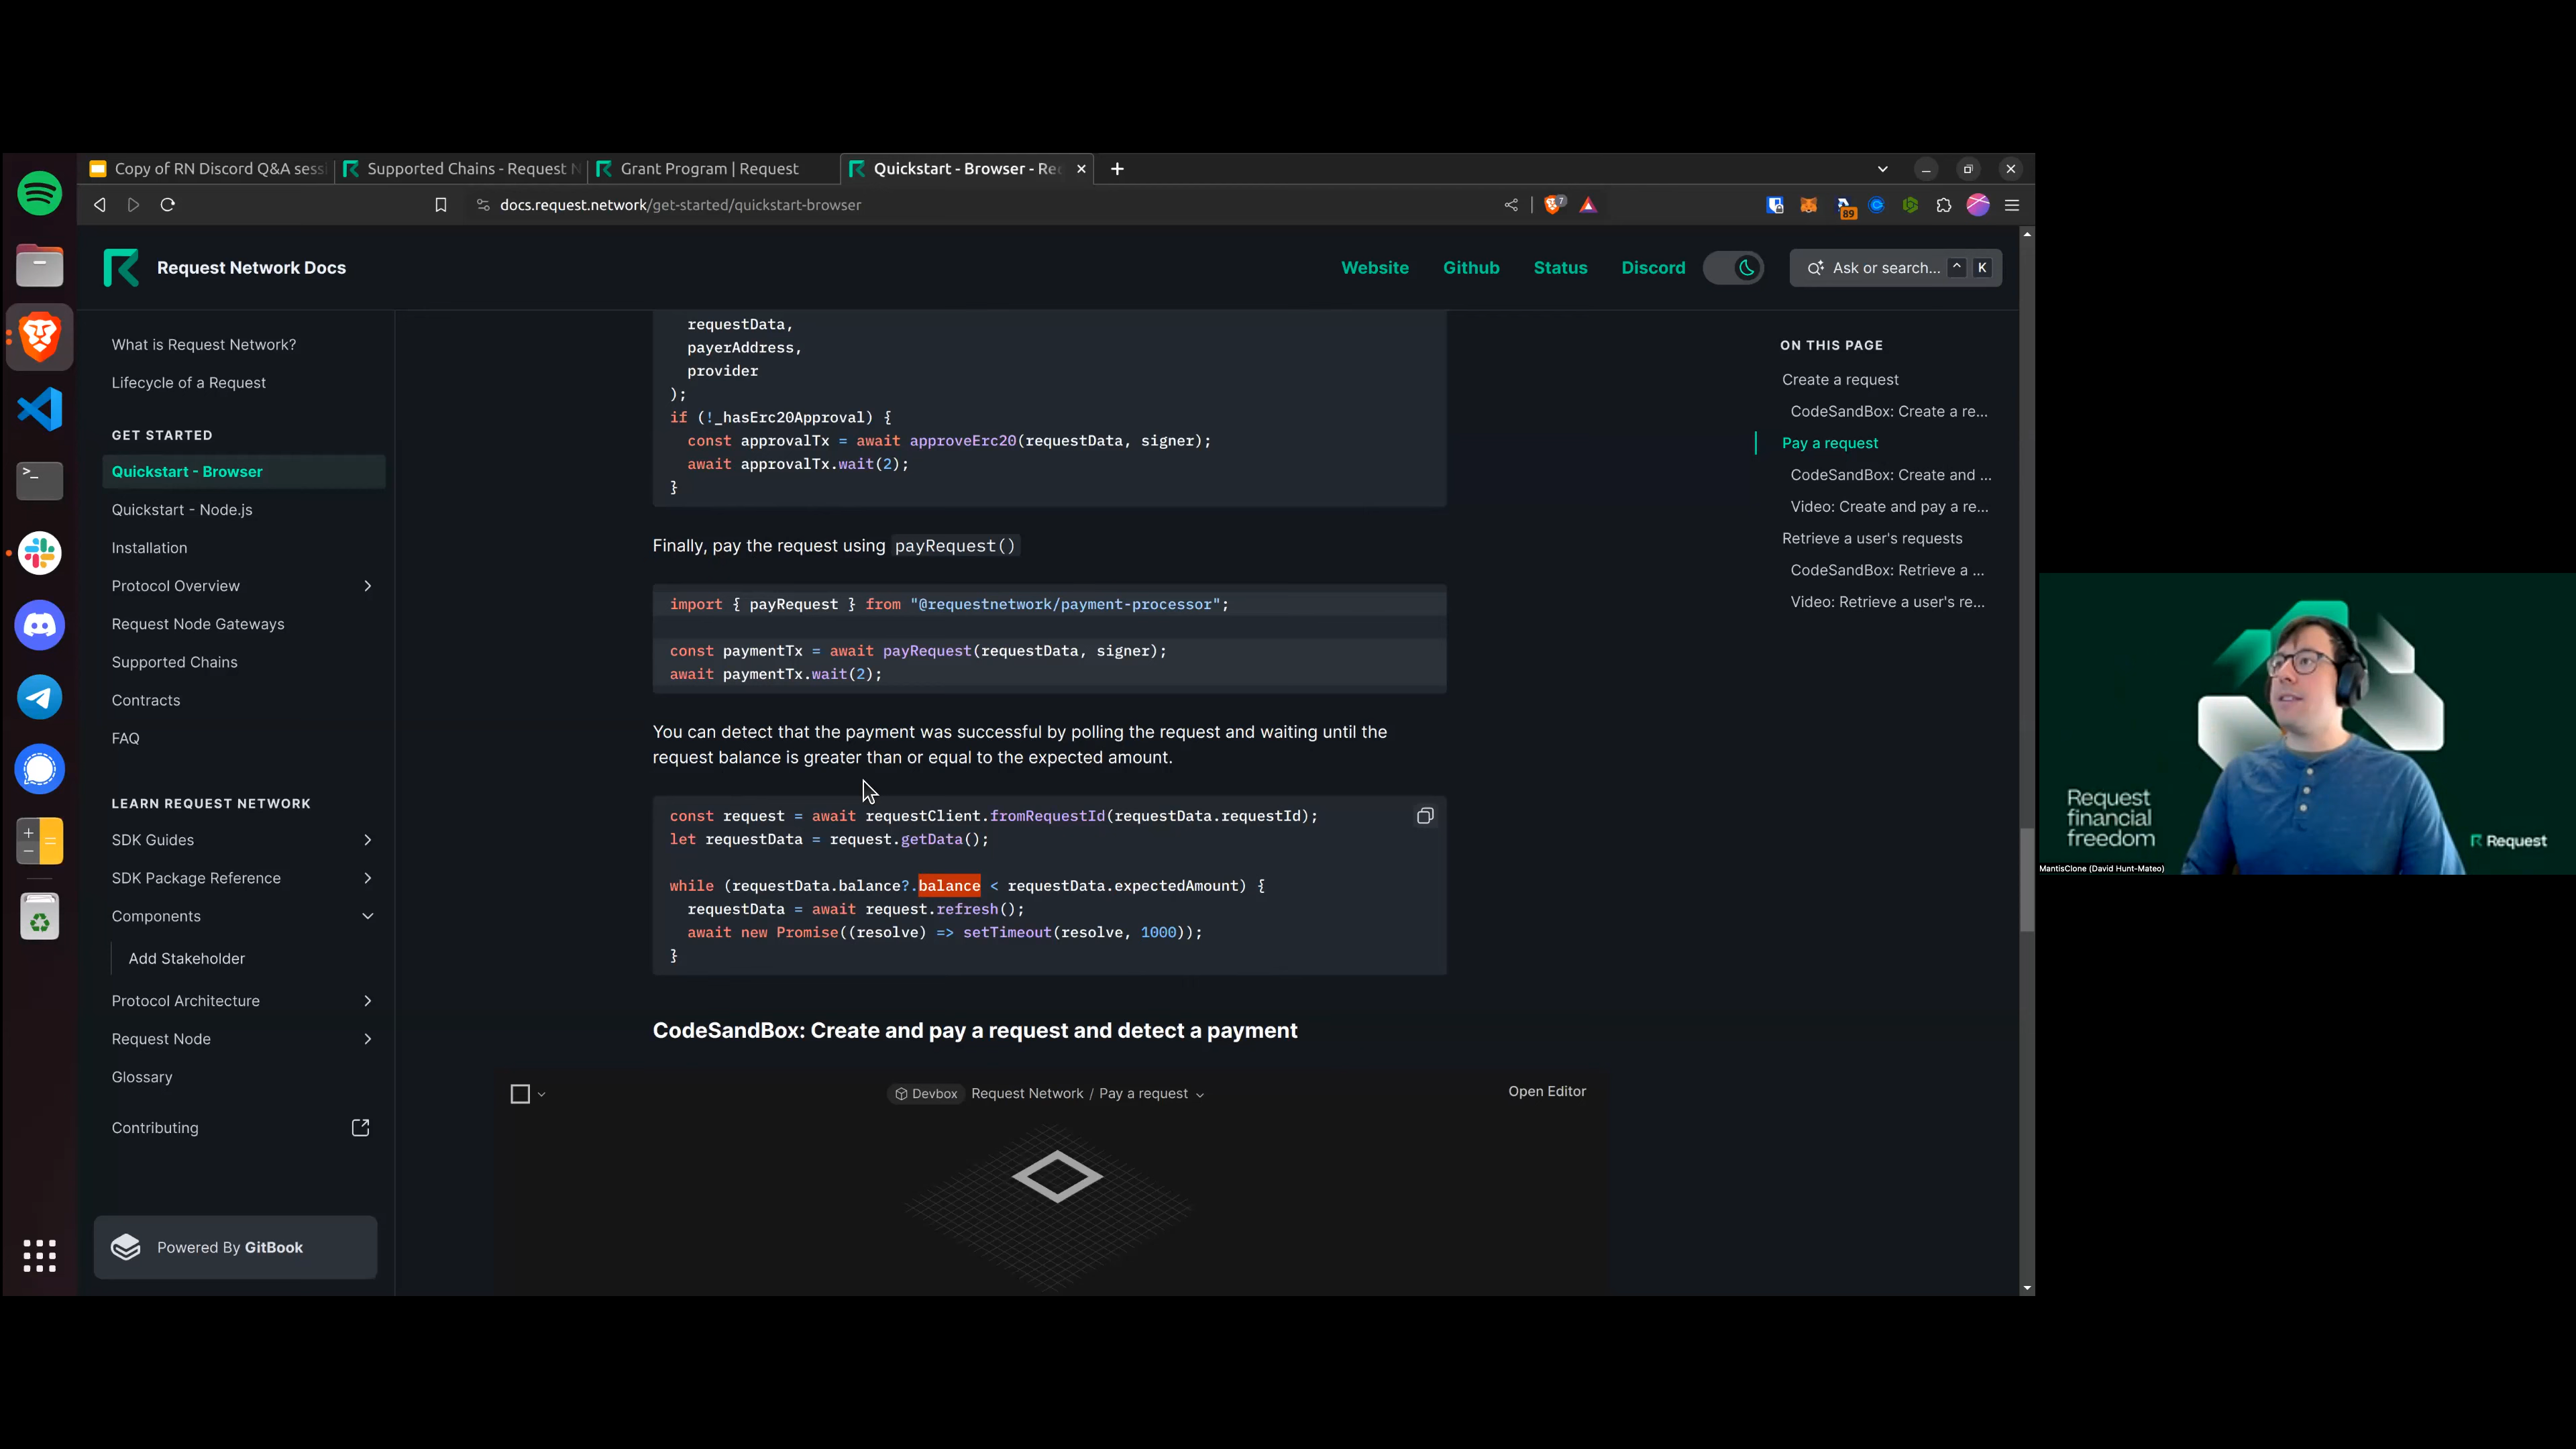 Copy of RN Discord Q&A sessi
Supported Chains - Request N
Grant Program | Request
Quickstart - Browser - Rec
docs.request.network/get-started/quickstart-browser
7
89
Request Network Docs
Website
Github
Status
Discord
Ask or search...
^
K
What is Request Network?
Lifecycle of a Request
GET STARTED
Quickstart - Browser
Quickstart - Node.js
Installation
Protocol Overview
Request Node Gateways
Supported Chains
Contracts
FAQ
LEARN REQUEST NETWORK
SDK Guides
SDK Package Reference
Components
Add Stakeholder
Protocol Architecture
Request Node
Glossary
Contributing
Powered By GitBook
requestData,
payerAddress,
provider
);
if (!_hasErc20Approval) {
const approvalTx = await approveErc20(requestData, signer);
await approvalTx.wait(2);
}
Finally, pay the request using payRequest()
import { payRequest } from "@requestnetwork/payment-processor";
const paymentTx = await payRequest(requestData, signer);
await paymentTx.wait(2);
You can detect that the payment was successful by polling the request and waiting until the
request balance is greater than or equal to the expected amount.
const request = await requestClient.fromRequestId(requestData.requestId);
let requestData = request.getData();
while (requestData.balance?.balance < requestData.expectedAmount) {
requestData = await request.refresh();
await new Promise((resolve) => setTimeout(resolve, 1000));
}
CodeSandBox: Create and pay a request and detect a payment
Devbox
Request Network / Pay a request
Open Editor
ON THIS PAGE
Create a request
CodeSandBox: Create a re...
Pay a request
CodeSandBox: Create and ...
Video: Create and pay a re...
Retrieve a user's requests
CodeSandBox: Retrieve a ...
Video: Retrieve a user's re...
Request
financial
freedom
Request
MantisClone (David Hunt-Mateo)